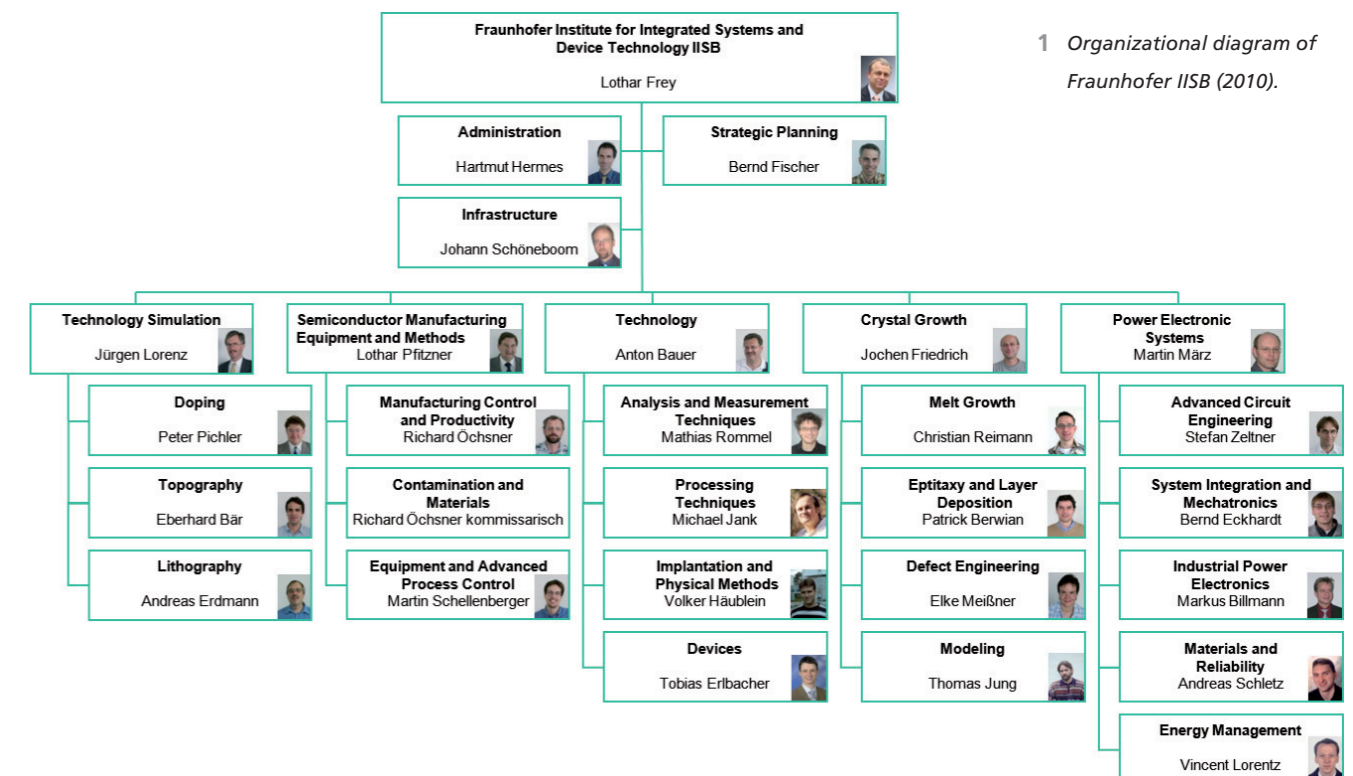 Fraunhofer Institute for Integrated Systems and
Device Technology IISB
Lothar Frey
1 Organizational diagram of
Fraunhofer IISB (2010).
Administration
Hartmut Hermes
Strategic Planning
Bernd Fischer
Infrastructure
Johann Schöneboom
Technology Simulation
Jürgen Lorenz
Doping
Peter Pichler
Topography
Eberhard Bär
Lithography
Andreas Erdmann
Semiconductor Manufacturing
Equipment and Methods
Lothar Pfitzner
Manufacturing Control
and Productivity
Richard Öchsner
Contamination and
Materials
Richard Öchsner kommissarisch
Equipment and Advanced
Process Control
Martin Schellenberger
Technology
Anton Bauer
Analysis and Measurement
Techniques
Mathias Rommel
Processing
Techniques
Michael Jank
Implantation and
Physical Methods
Volker Häublein
Devices
Tobias Erlbacher
Crystal Growth
Jochen Friedrich
Melt Growth
Christian Reimann
Eptitaxy and Layer
Deposition
Patrick Berwian
Defect Engineering
Elke Meißner
Modeling
Thomas Jung
Power Electronic
Systems
Martin März
Advanced Circuit
Engineering
Stefan Zeltner
System Integration and
Mechatronics
Bernd Eckhardt
Industrial Power
Electronics
Markus Billmann
Materials and
Reliability
Andreas Schletz
Energy Management
Vincent Lorentz